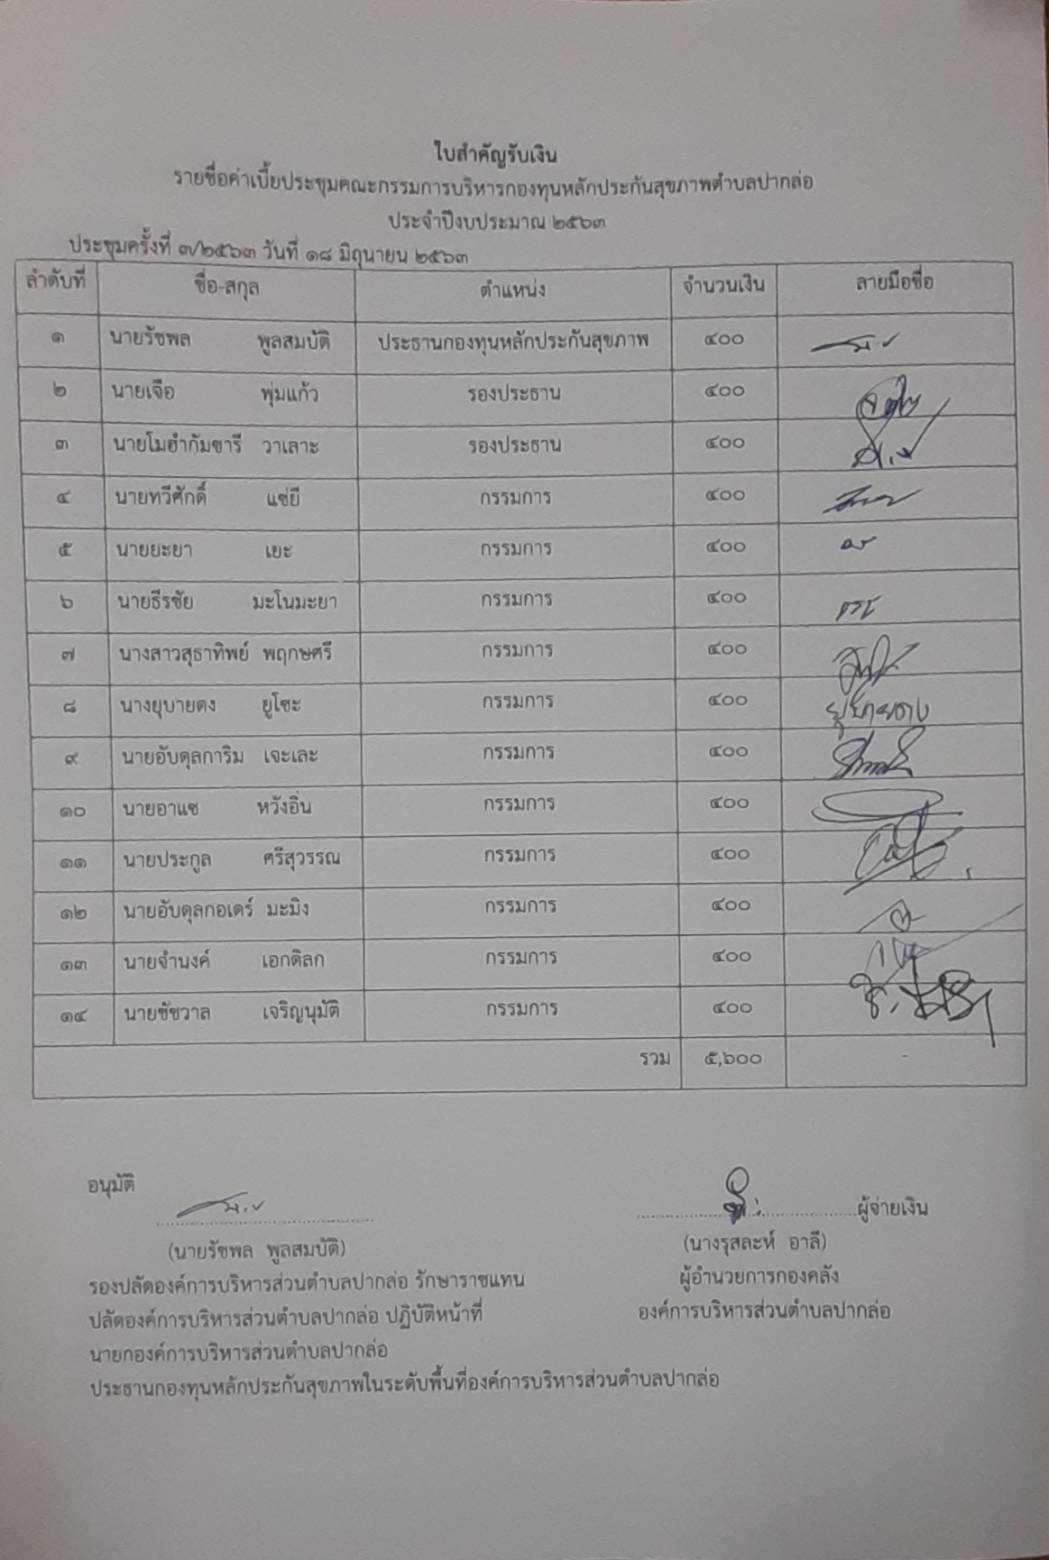 ใบสำคัญรับเงิน
รายชื่อค่าเบี้ยประชุมคณะกรรมการบริหารกองทุนหลักประกันสุขภาพตำบลปากล่อ
ประจำปีงบประมาณ ๒๕๖๓
ประชุมครั้งที่ ๓/๒๕๖๓ วันที่ ๑๘ มิถุนายน ๒๕๖๓
ลำดับที่ ชื่อ-สกุล ตำแหน่ง จำนวนเงิน ลายมือชื่อ
๑ นายรัชพล พูลสมบัติ ประธานกองทุนหลักประกันสุขภาพ ๔๐๐
๒ นายเจือ พุ่มแก้ว รองประธาน ๔๐๐
๓ นายโมฮำกัมซารี วาเลาะ รองประธาน ๔๐๐
๔ นายทวีศักดิ์ แซ่ยี กรรมการ ๔๐๐
๕ นายยะยา เยะ กรรมการ ๔๐๐
๖ นายธีรชัย มะโนมะยา กรรมการ ๔๐๐
๗ นางสาวสุธาทิพย์ พฤกษศรี กรรมการ ๔๐๐
๘ นางยุบายดง ยูโซะ กรรมการ ๔๐๐
๙ นายอับดุลการิม เจะเละ กรรมการ ๔๐๐
๑๐ นายอาแซ หวังอิ่น กรรมการ ๔๐๐
๑๑ นายประกูล ศรีสุวรรณ กรรมการ ๔๐๐
๑๒ นายอับดุลกอเดร์ มะมิง กรรมการ ๔๐๐
๑๓ นายจำนงค์ เอกดิลก กรรมการ ๔๐๐
๑๔ นายชัชวาล เจริญนุมัติ กรรมการ ๔๐๐
รวม ๕,๖๐๐ -
อนุมัติ
ผู้จ่ายเงิน
(นายรัชพล พูลสมบัติ) (นางรุสละห์ อาลี)
รองปลัดองค์การบริหารส่วนตำบลปากล่อ รักษาราชแทน ผู้อำนวยการกองคลัง
ปลัดองค์การบริหารส่วนตำบลปากล่อ ปฏิบัติหน้าที่ องค์การบริหารส่วนตำบลปากล่อ
นายกองค์การบริหารส่วนตำบลปากล่อ
ประธานกองทุนหลักประกันสุขภาพในระดับพื้นที่องค์การบริหารส่วนตำบลปากล่อ